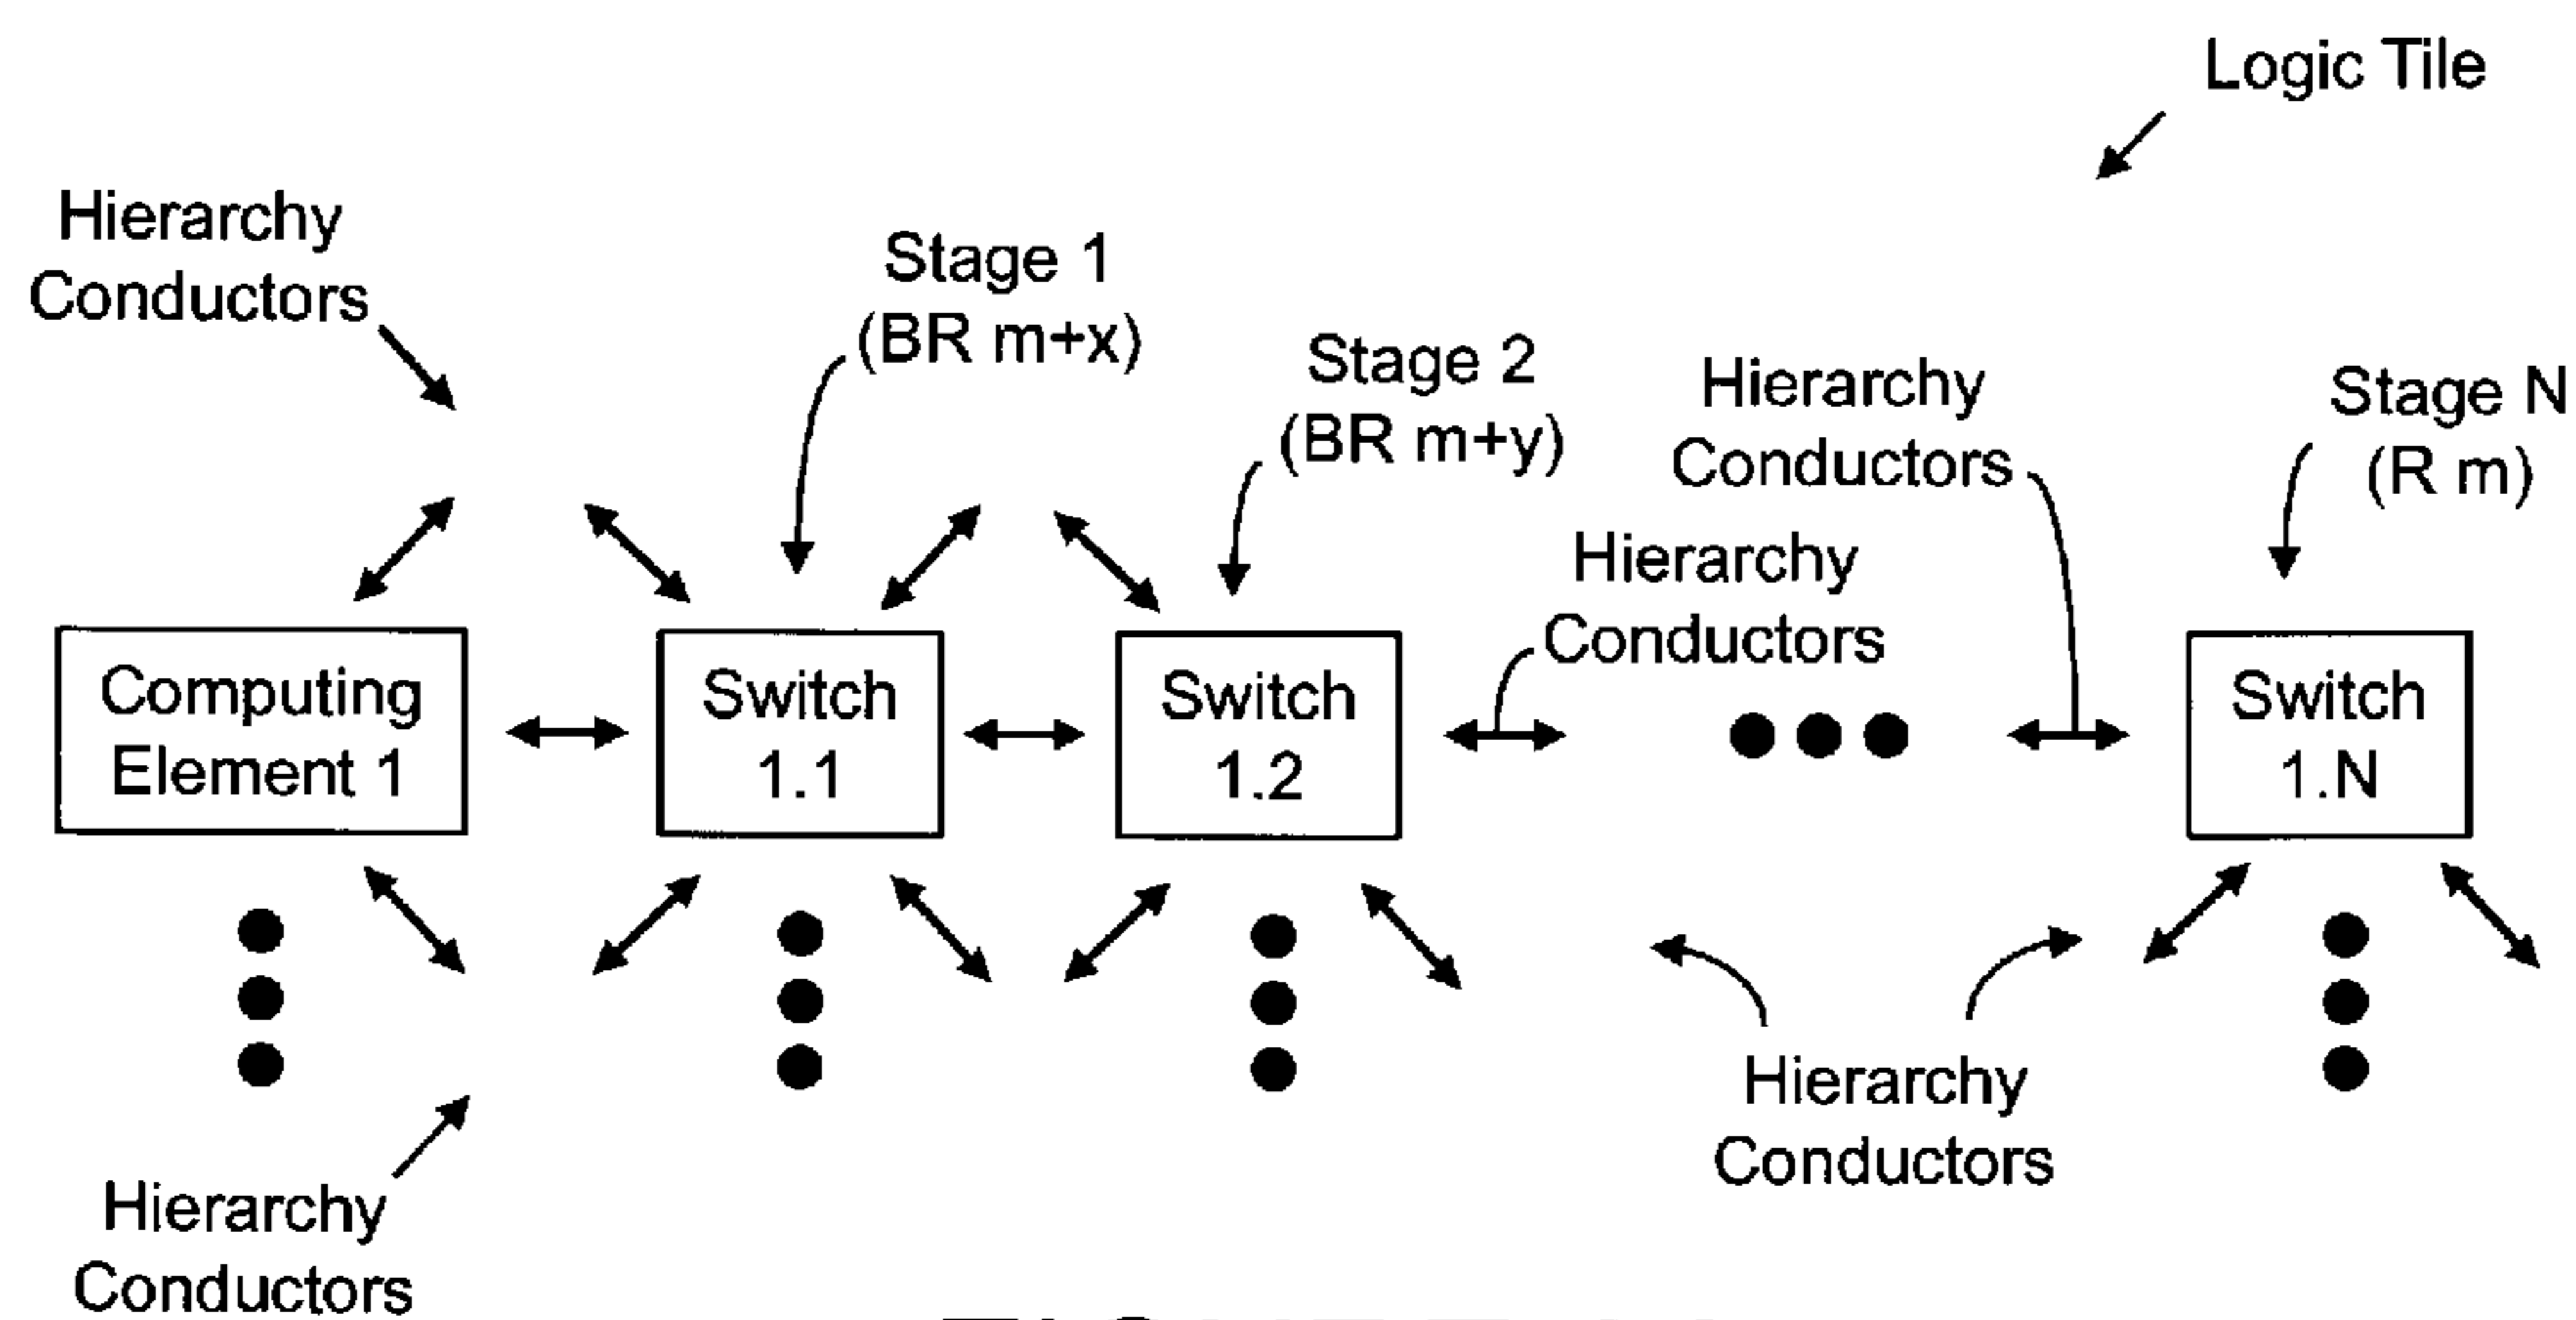 Logic Tile
Hierarchy
Conductors
Stage 1
(BR m+x)
Stage 2
(BR m+y)
Hierarchy
Conductors
Stage N
(R m)
Hierarchy
Conductors
Computing
Element 1
Switch
1.1
Switch
1.2
Switch
1.N
Hierarchy
Conductors
Hierarchy
Conductors